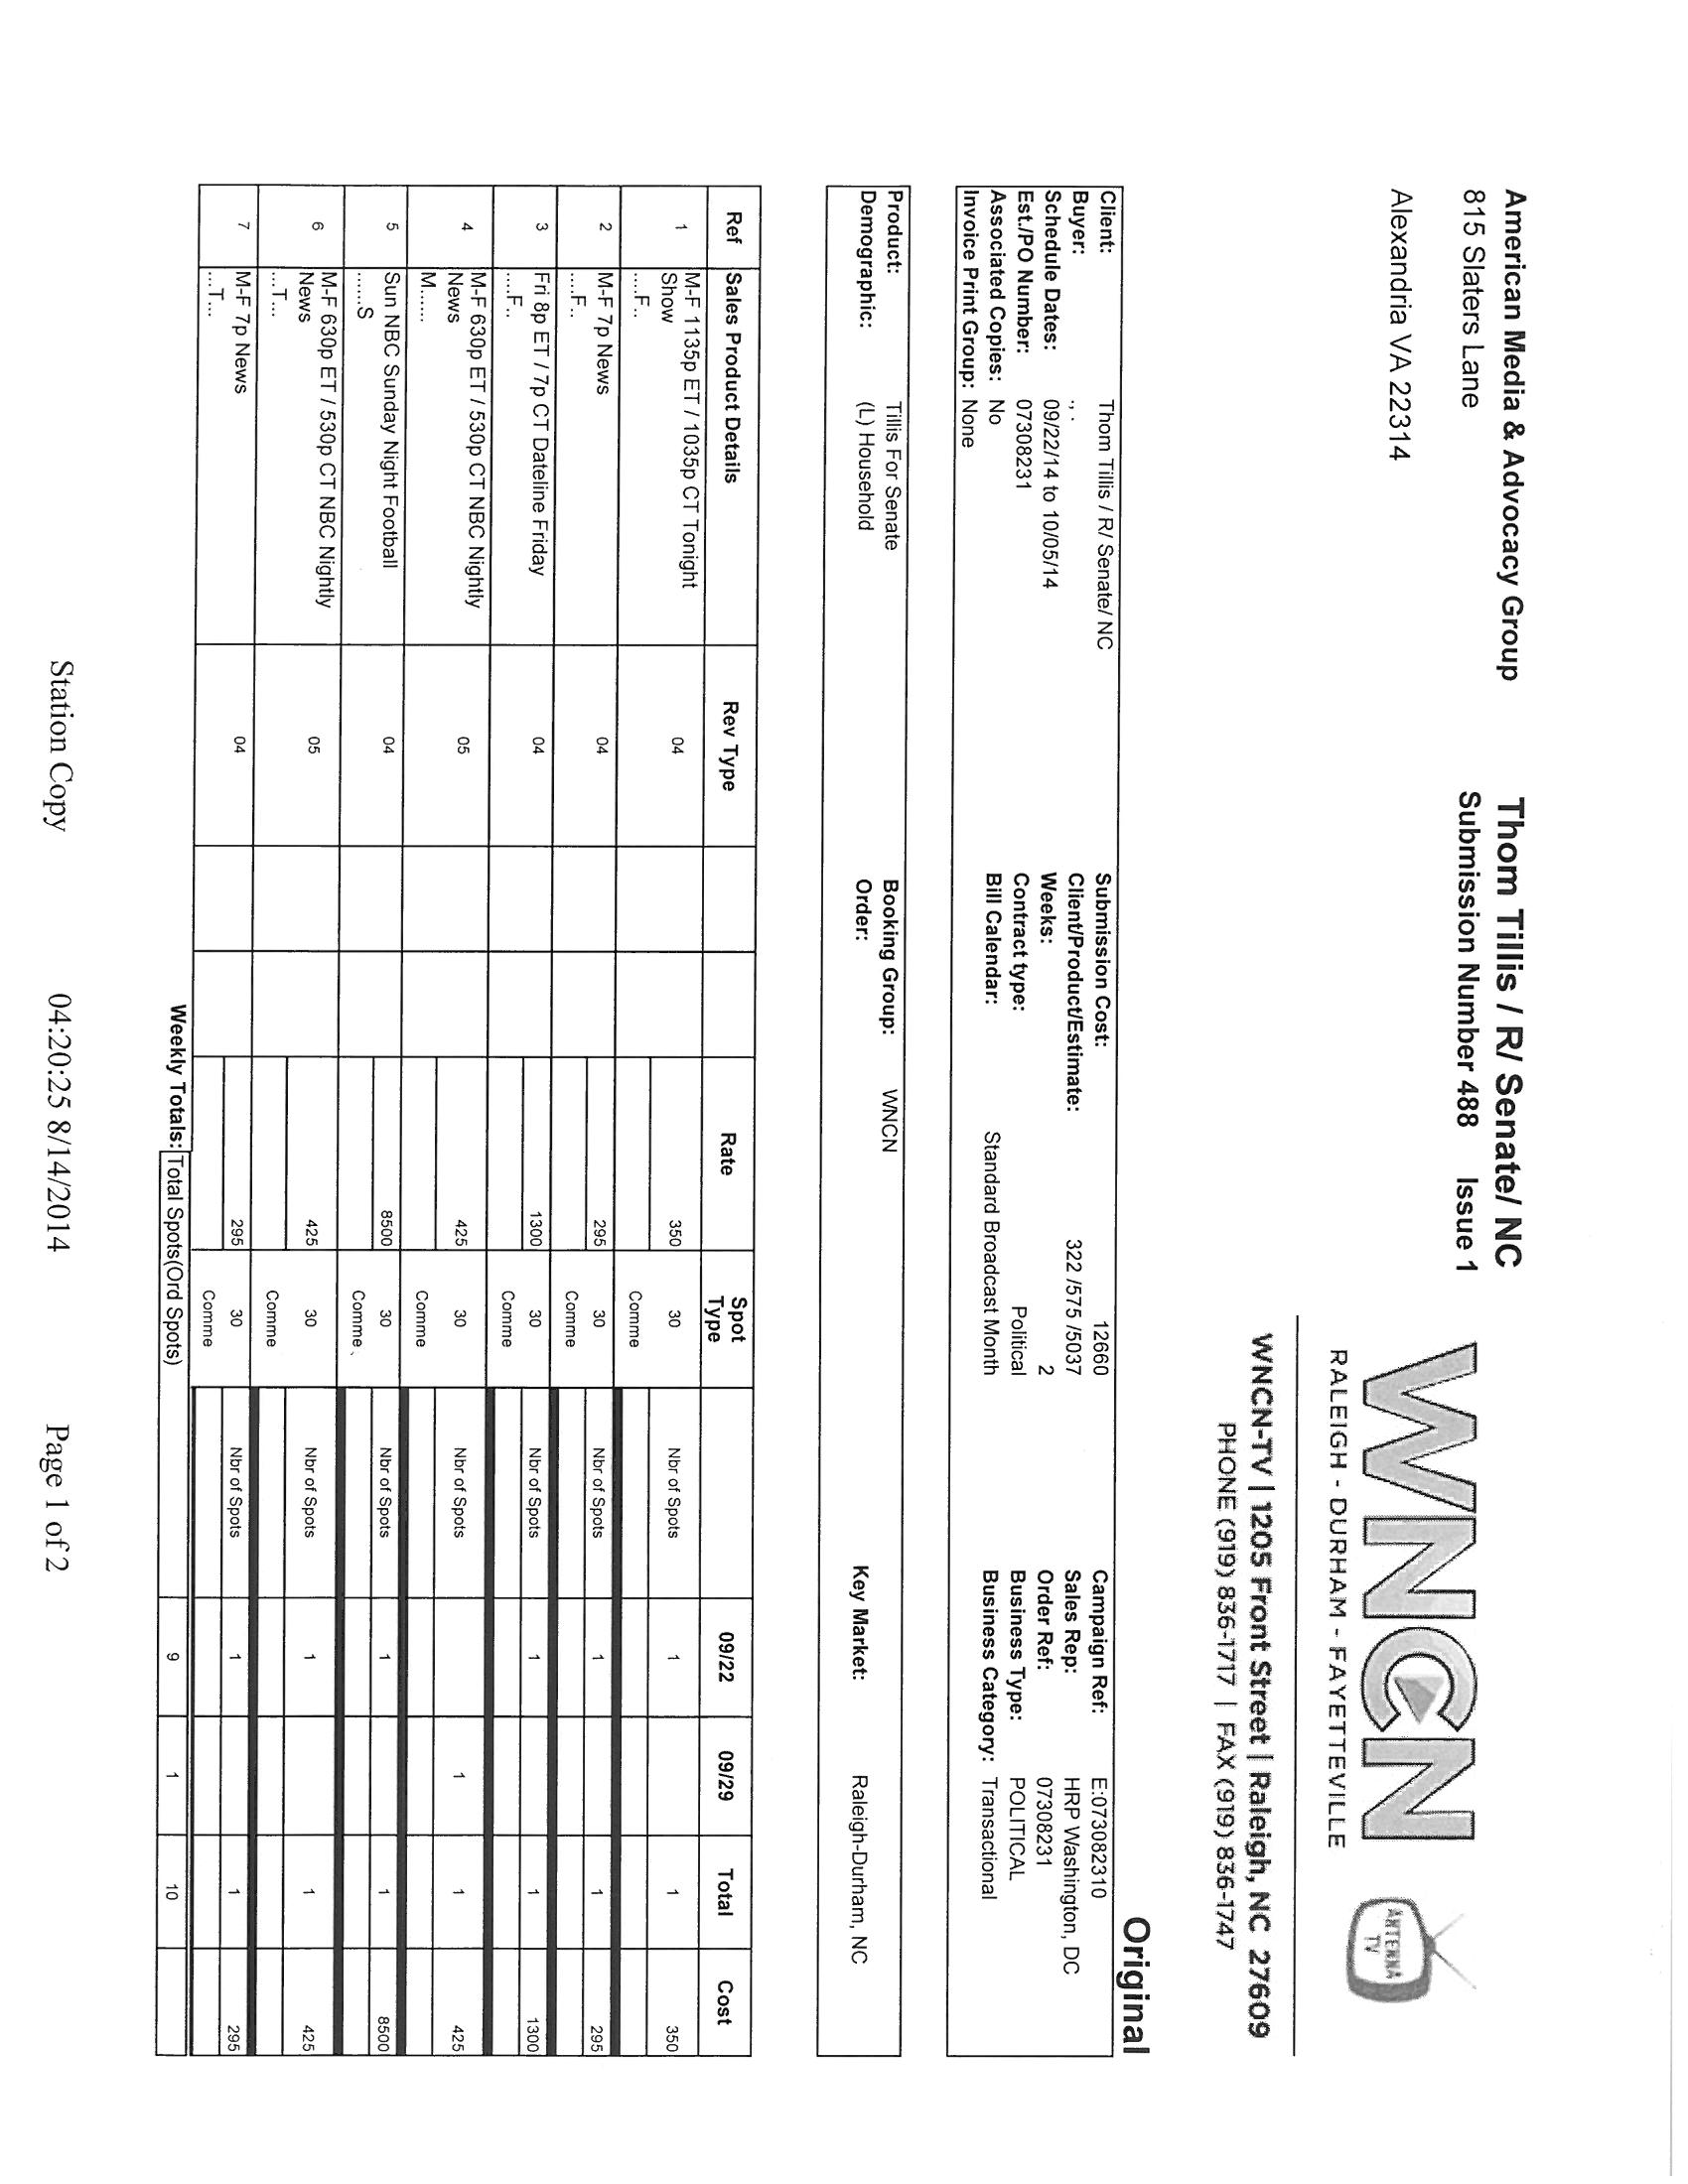 American Media & Advocacy Group
815 Slaters Lane
Alexandria VA 22314
Thom Tillis / R/ Senate/ NC
Submission Number 488 Issue 1
WNCN
RALEIGH - DURHAM - FAYETTEVILLE
ANTENNA TV
WNCN-TV | 1205 Front Street | Raleigh, NC 27609
PHONE (919) 836-1717 | FAX (919) 836-1747
Original
Client: Thom Tillis / R/ Senate/ NC Submission Cost: 12660 Campaign Ref: E:073082310
Buyer: ., . Client/Product/Estimate: 322 /575 /5037 Sales Rep: HRP Washington, DC
Schedule Dates: 09/22/14 to 10/05/14 Weeks: 2 Order Ref: 07308231
Est./PO Number: 07308231 Contract type: Political Business Type: POLITICAL
Associated Copies: No Bill Calendar: Standard Broadcast Month Business Category: Transactional
Invoice Print Group: None
Product: Tillis For Senate Booking Group: WNCN
Demographic: (L) Household Order: Key Market: Raleigh-Durham, NC
Ref Sales Product Details Rev Type Rate Spot Type 09/22 09/29 Total Cost
1 M-F 1135p ET / 1035p CT Tonight 04 350 30 Nbr of Spots 1 1 350
Show
....F.. Comme
2 M-F 7p News 04 295 30 Nbr of Spots 1 1 295
....F.. Comme
3 Fri 8p ET / 7p CT Dateline Friday 04 1300 30 Nbr of Spots 1 1 1300
....F.. Comme
4 M-F 630p ET / 530p CT NBC Nightly 05 425 30 Nbr of Spots 1 1 425
News
M...... Comme
5 Sun NBC Sunday Night Football 04 8500 30 Nbr of Spots 1 1 8500
......S Comme
6 M-F 630p ET / 530p CT NBC Nightly 05 425 30 Nbr of Spots 1 1 425
News
...T... Comme
7 M-F 7p News 04 295 30 Nbr of Spots 1 1 295
...T... Comme
Weekly Totals: Total Spots(Ord Spots) 9 1 10
Station Copy 04:20:25 8/14/2014 Page 1 of 2